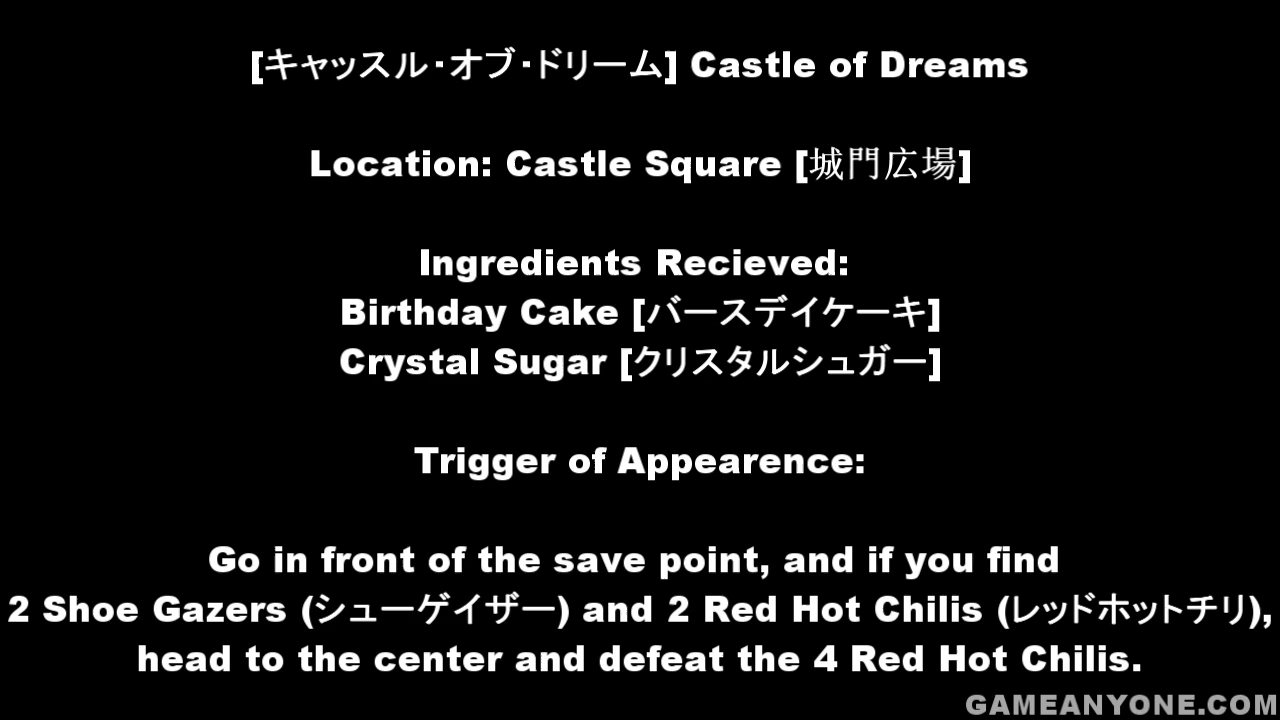 [キャッスル・オブ・ドリーム] Castle of Dreams
Location: Castle Square [城門広場]
Ingredients Recieved:
Birthday Cake [バースデイケーキ]
Crystal Sugar [クリスタルシュガー]
Trigger of Appearence:
Go in front of the save point, and if you find
2 Shoe Gazers (シューゲイザー) and 2 Red Hot Chilis (レッドホットチリ),
head to the center and defeat the 4 Red Hot Chilis.
GAMEANYONE.COM